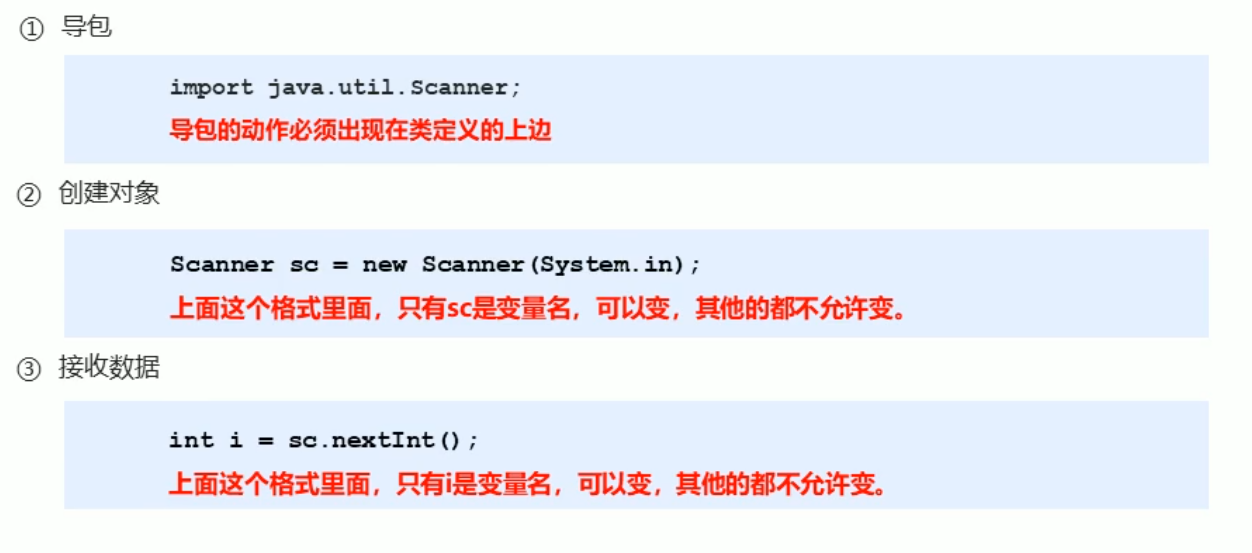 ① 导包
import java.util.Scanner;
导包的动作必须出现在类定义的上边
② 创建对象
Scanner sc = new Scanner(System.in);
上面这个格式里面，只有sc是变量名，可以变，其他的都不允许变。
③ 接收数据
int i = sc.nextInt();
上面这个格式里面，只有i是变量名，可以变，其他的都不允许变。